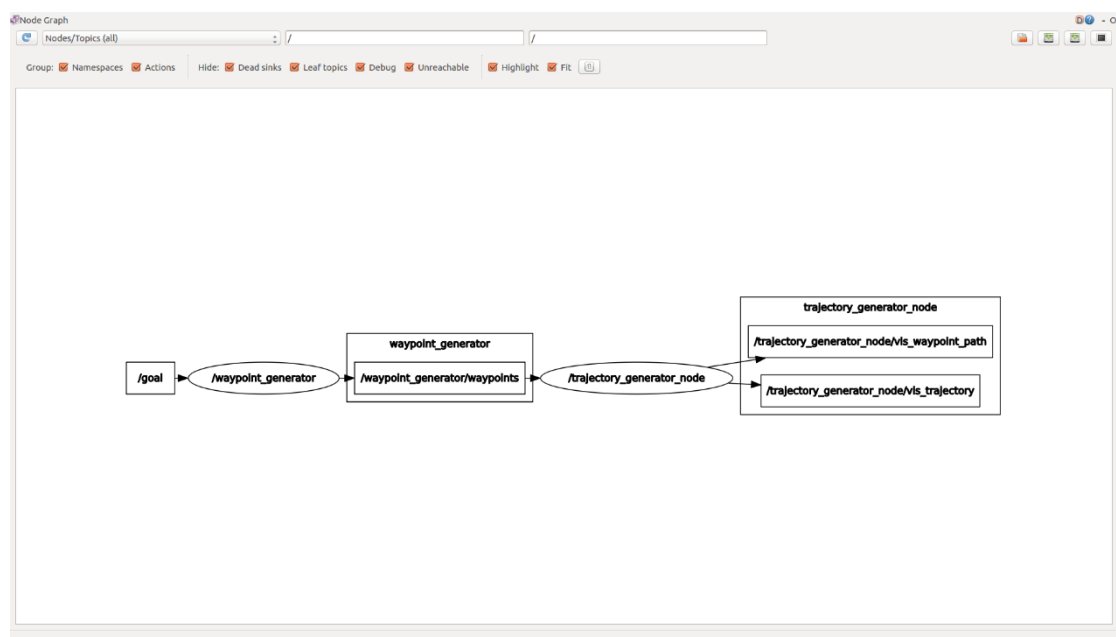 Node Graph
D - O
Nodes/Topics (all) / /
Group: Namespaces Actions Hide: Dead sinks Leaf topics Debug Unreachable Highlight Fit
trajectory_generator_node
/trajectory_generator_node/vis_waypoint_path
waypoint_generator
/goal /waypoint_generator /waypoint_generator/waypoints /trajectory_generator_node
/trajectory_generator_node/vis_trajectory